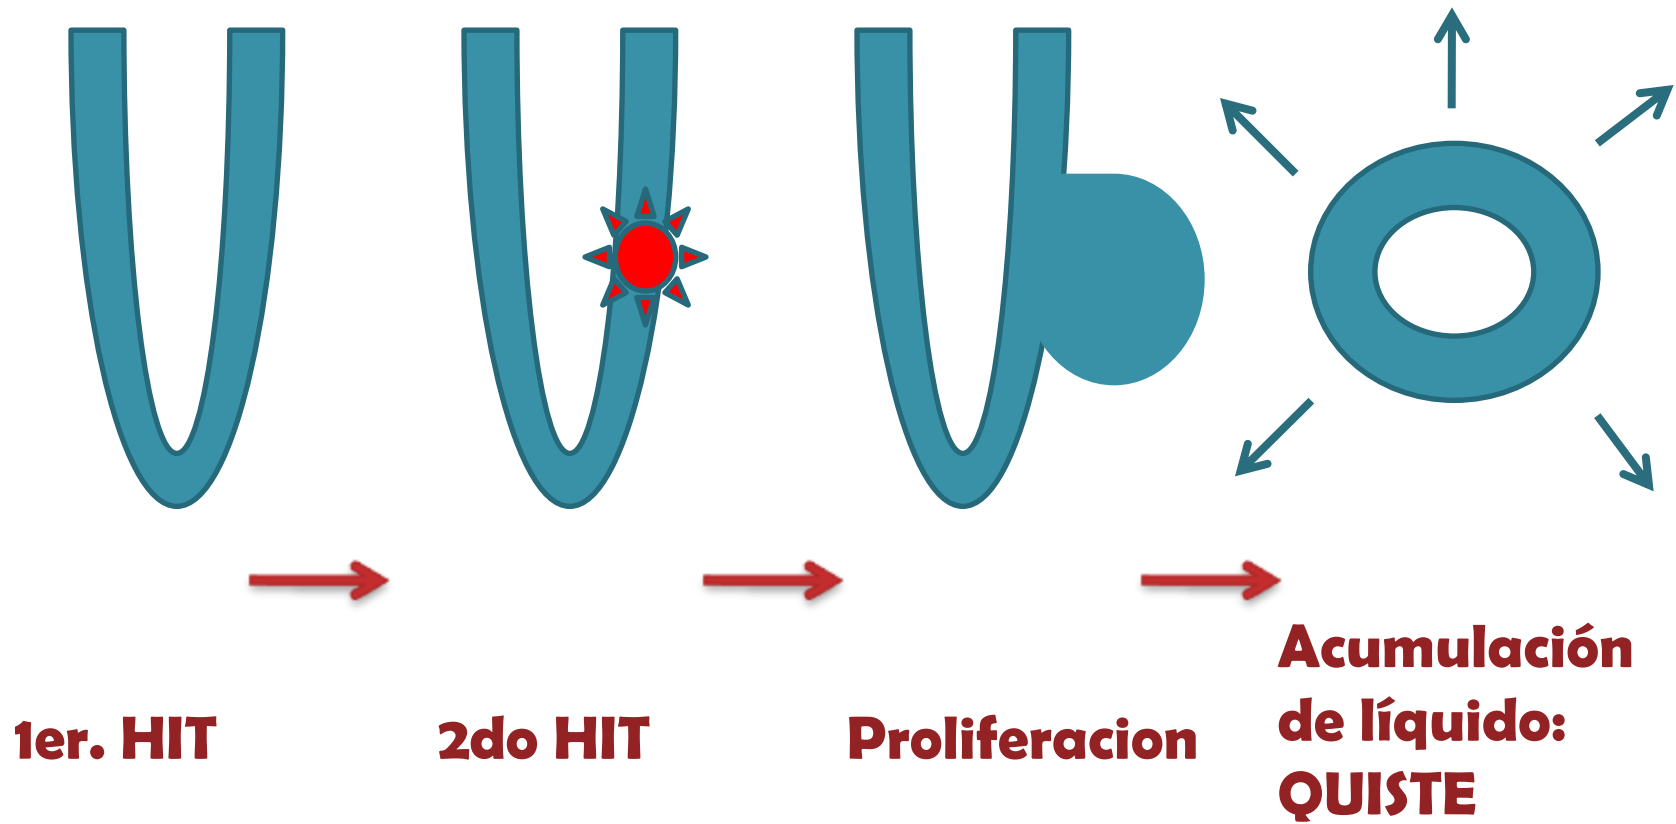 1er. HIT
2do HIT
Proliferacion
Acumulación
de líquido:
QUISTE